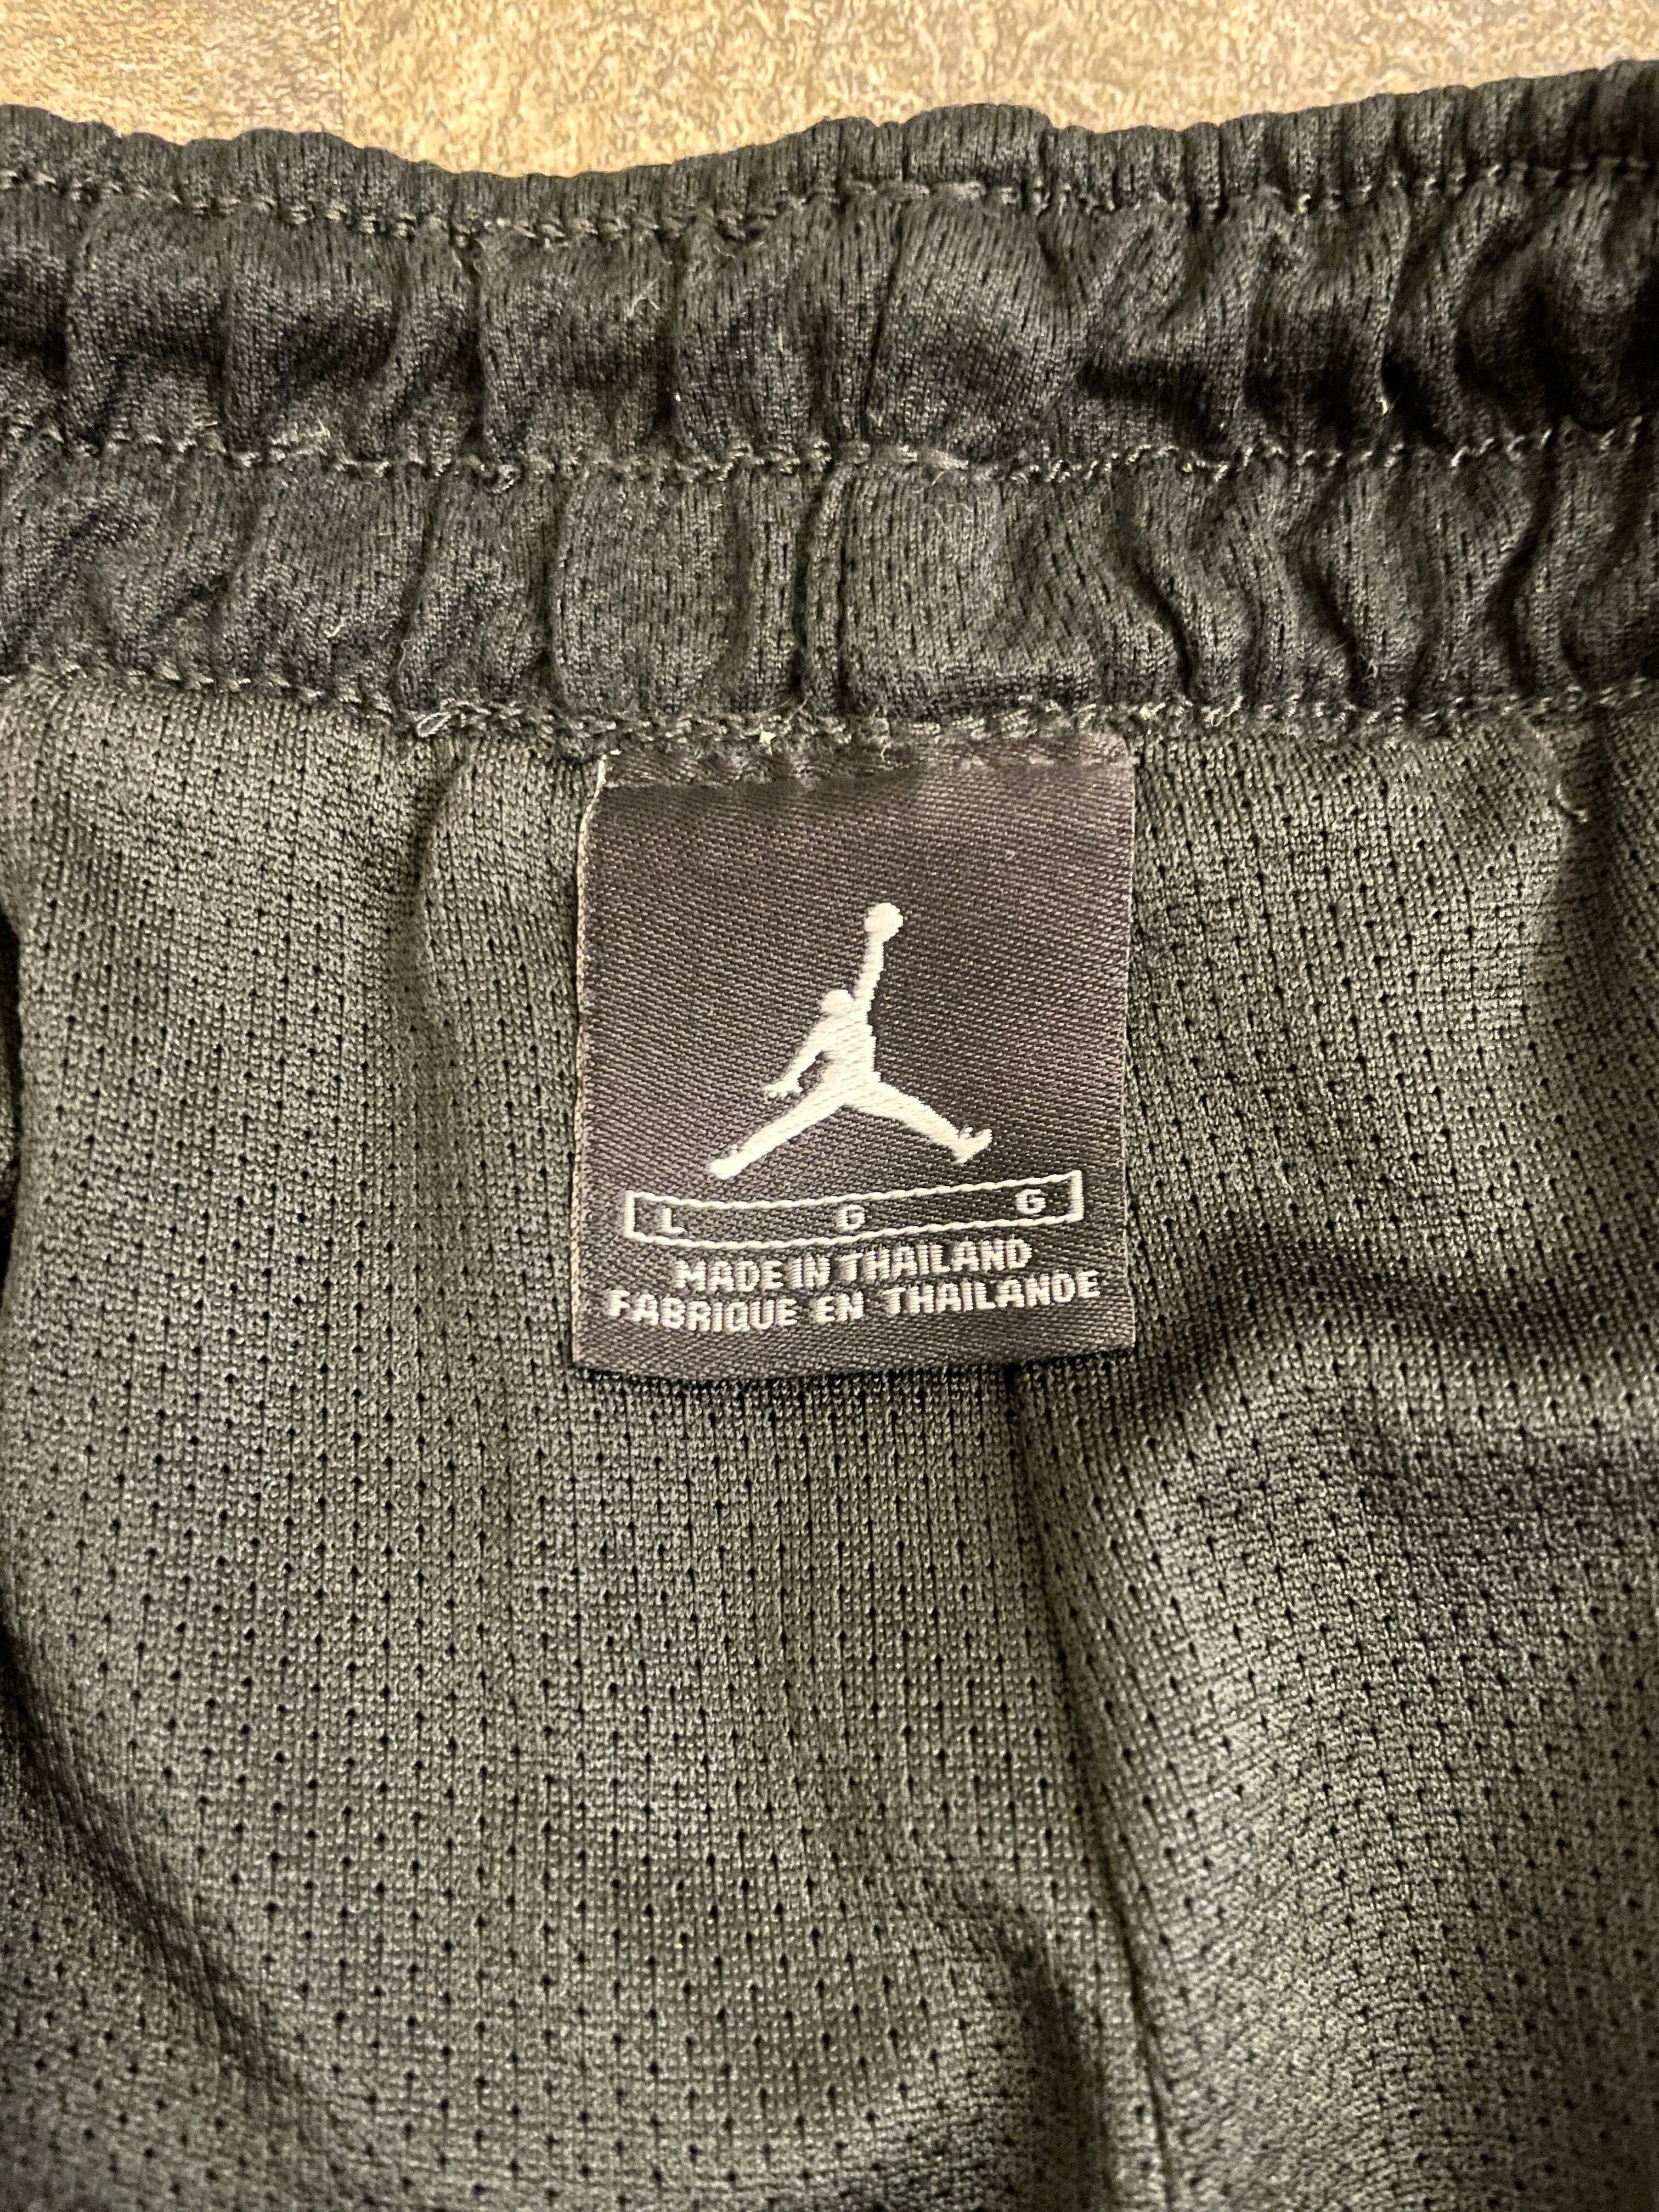 L G G
MADE IN THAILAND
FABRIQUE EN THAILANDE